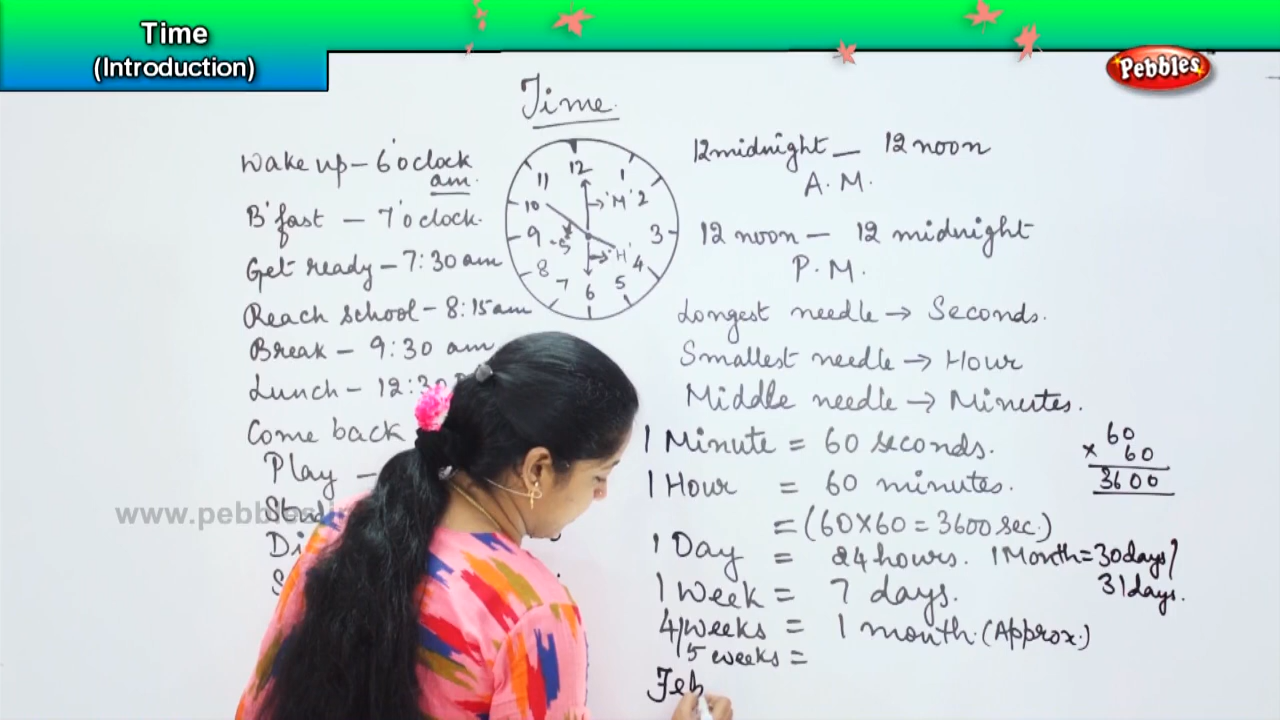 Time
(Introduction)
Pebbles
Time.
Wake up - 6'o clock
am.
B'fast - 7'o clock.
Get ready - 7:30 am
Reach school - 8:15 am
Break - 9:30 am
Lunch - 12:30
Come back
Play -
www.pebbles
12
1
2
3
4
5
6
7
8
9
10
11
'M'
'H'
'S'
12 midnight - 12 noon
A.M.
12 noon - 12 midnight
P.M.
Longest needle → Seconds.
Smallest needle → Hour
Middle needle → Minutes.
1 Minute = 60 seconds.
1 Hour = 60 minutes.
= (60X60 = 3600 sec.)
60
x 60
3600
1 Day = 24 hours. 1 Month = 30 days/
31 days.
1 Week = 7 days.
4/weeks = 1 month. (Approx.)
/5 weeks =
Feb